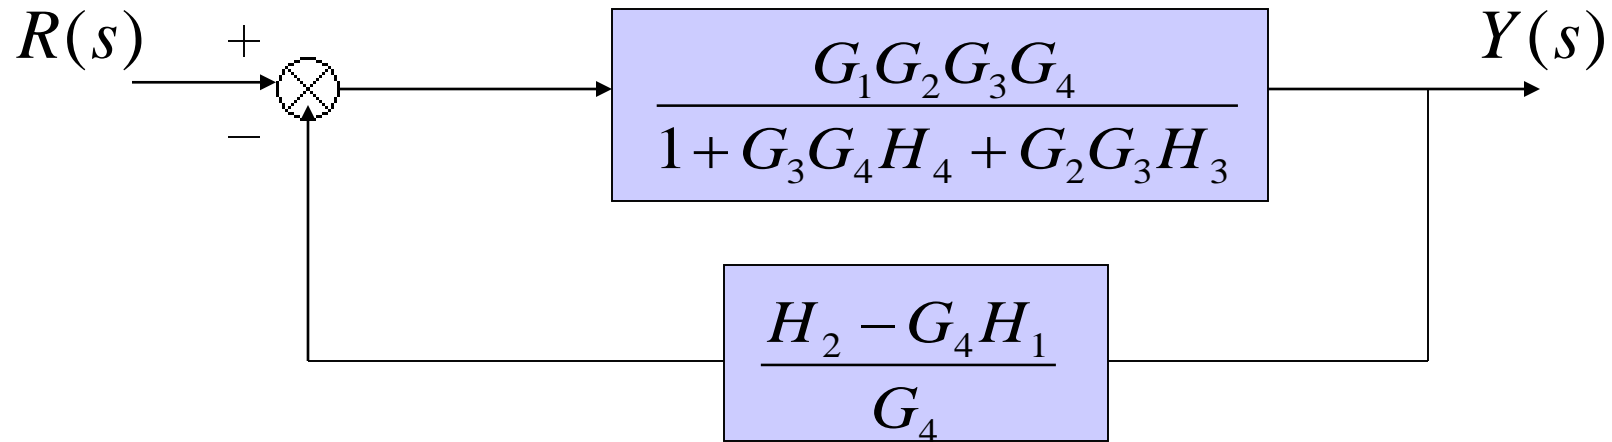 R(s) + Y(s)
G₁G₂G₃G₄
−
1 + G₃G₄H₄ + G₂G₃H₃
H₂ − G₄H₁
G₄